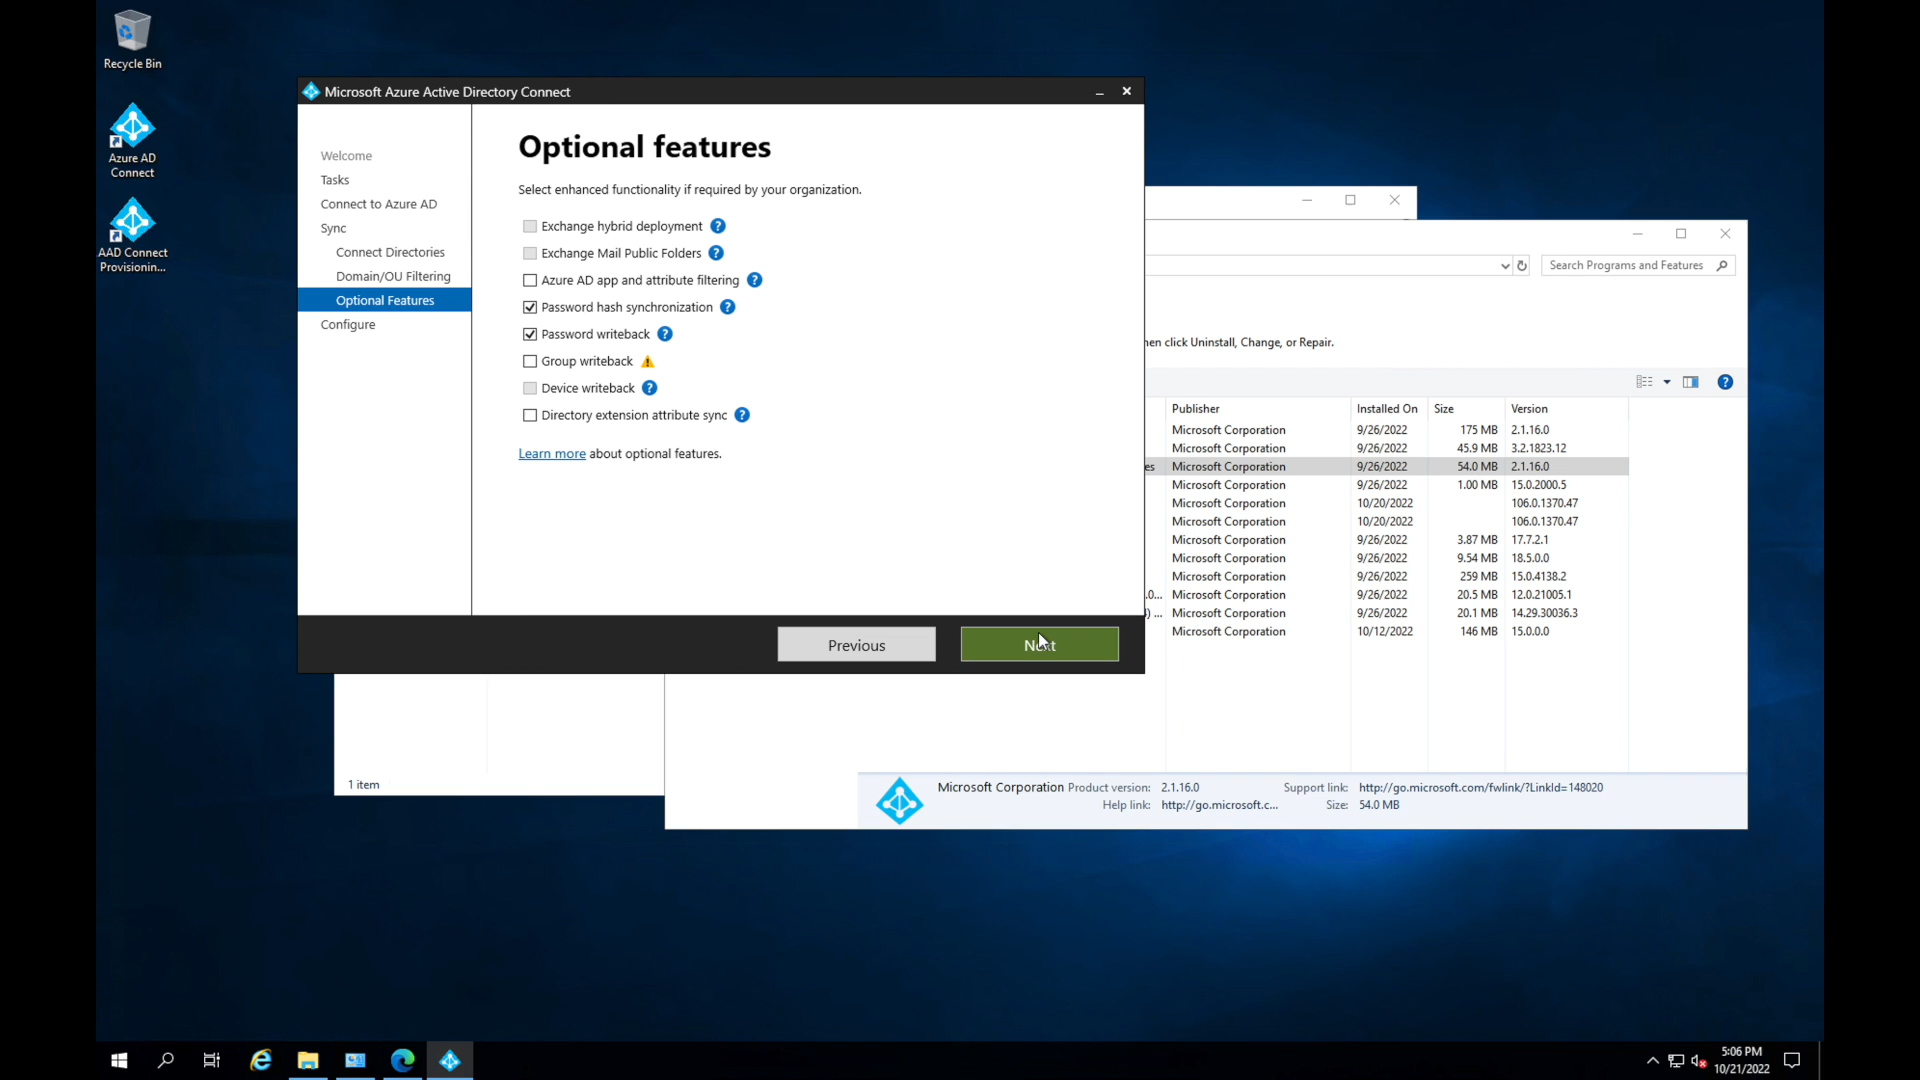 Recycle Bin
Azure AD
Connect
AAD Connect
Provisionin...
Microsoft Azure Active Directory Connect
Welcome
Tasks
Connect to Azure AD
Sync
Connect Directories
Domain/OU Filtering
Optional Features
Configure
Optional features
Select enhanced functionality if required by your organization.
Exchange hybrid deployment ?
Exchange Mail Public Folders ?
Azure AD app and attribute filtering ?
Password hash synchronization ?
Password writeback ?
Group writeback
Device writeback ?
Directory extension attribute sync ?
Learn more about optional features.
Previous
Next
Search Programs and Features
hen click Uninstall, Change, or Repair.
Publisher Installed On Size Version
Microsoft Corporation 9/26/2022 175 MB 2.1.16.0
Microsoft Corporation 9/26/2022 45.9 MB 3.2.1823.12
es Microsoft Corporation 9/26/2022 54.0 MB 2.1.16.0
Microsoft Corporation 9/26/2022 1.00 MB 15.0.2000.5
Microsoft Corporation 10/20/2022 106.0.1370.47
Microsoft Corporation 10/20/2022 106.0.1370.47
Microsoft Corporation 9/26/2022 3.87 MB 17.7.2.1
Microsoft Corporation 9/26/2022 9.54 MB 18.5.0.0
Microsoft Corporation 9/26/2022 259 MB 15.0.4138.2
.0... Microsoft Corporation 9/26/2022 20.5 MB 12.0.21005.1
) ... Microsoft Corporation 9/26/2022 20.1 MB 14.29.30036.3
Microsoft Corporation 10/12/2022 146 MB 15.0.0.0
1 item
Microsoft Corporation Product version: 2.1.16.0 Support link: http://go.microsoft.com/fwlink/?LinkId=148020
Help link: http://go.microsoft.c... Size: 54.0 MB
5:06 PM
10/21/2022